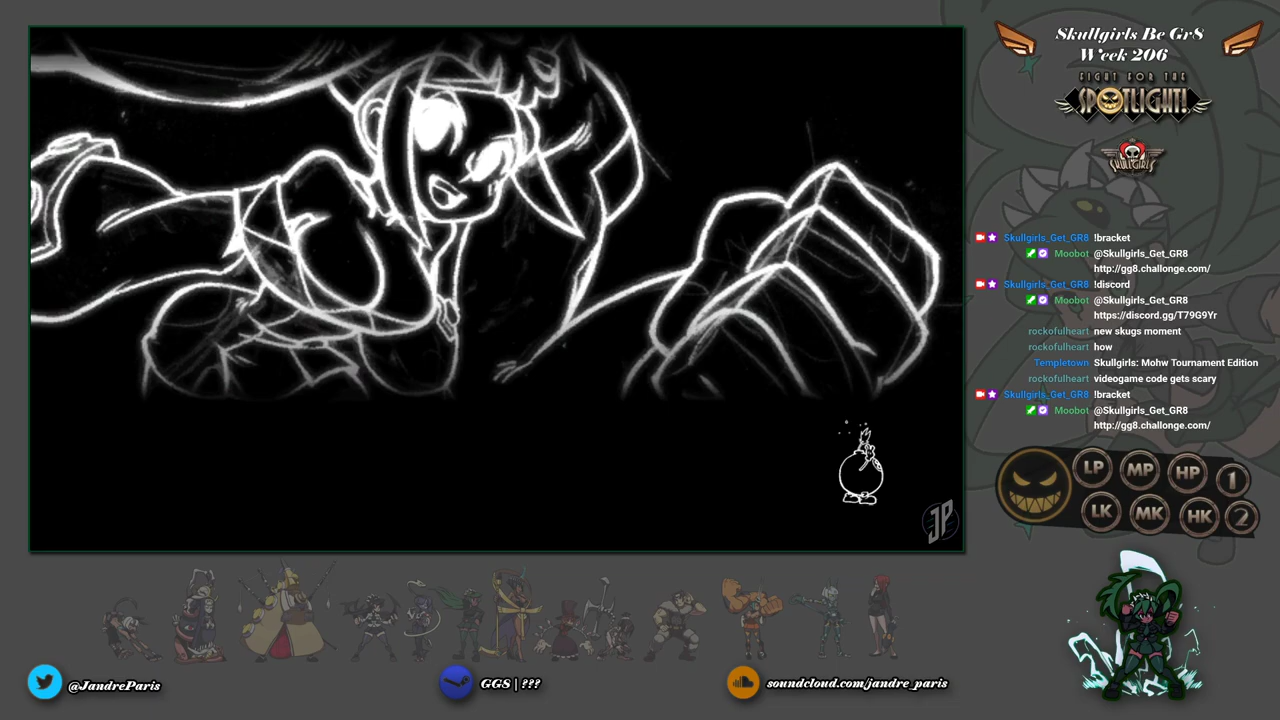 Skullgirls Be Gr8
Week 206
FIGHT FOR THE
SPOTLIGHT!
SKULLGIRLS
Skullgirls_Get_GR8 !bracket
Moobot @Skullgirls_Get_GR8
http://gg8.challonge.com/
Skullgirls_Get_GR8 !discord
Moobot @Skullgirls_Get_GR8
https://discord.gg/T79G9Yr
rockofulheart new skugs moment
rockofulheart how
Templetown Skullgirls: Mohw Tournament Edition
rockofulheart videogame code gets scary
Skullgirls_Get_GR8 !bracket
Moobot @Skullgirls_Get_GR8
http://gg8.challonge.com/
LP MP HP 1
LK MK HK 2
JP
@JandreParis
GGS | ???
soundcloud.com/jandre_paris